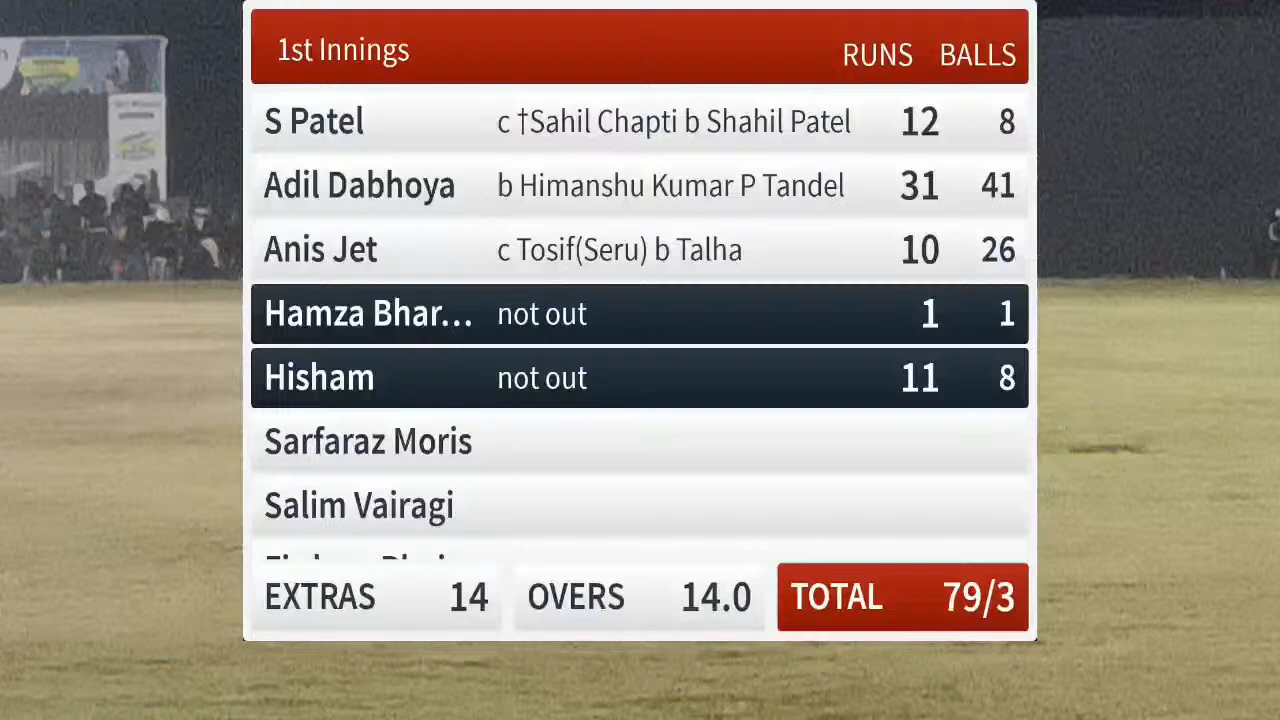 1st Innings RUNS BALLS
S Patel c †Sahil Chapti b Shahil Patel 12 8
Adil Dabhoya b Himanshu Kumar P Tandel 31 41
Anis Jet c Tosif(Seru) b Talha 10 26
Hamza Bhar... not out 1 1
Hisham not out 11 8
Sarfaraz Moris
Salim Vairagi
EXTRAS 14 OVERS 14.0 TOTAL 79/3